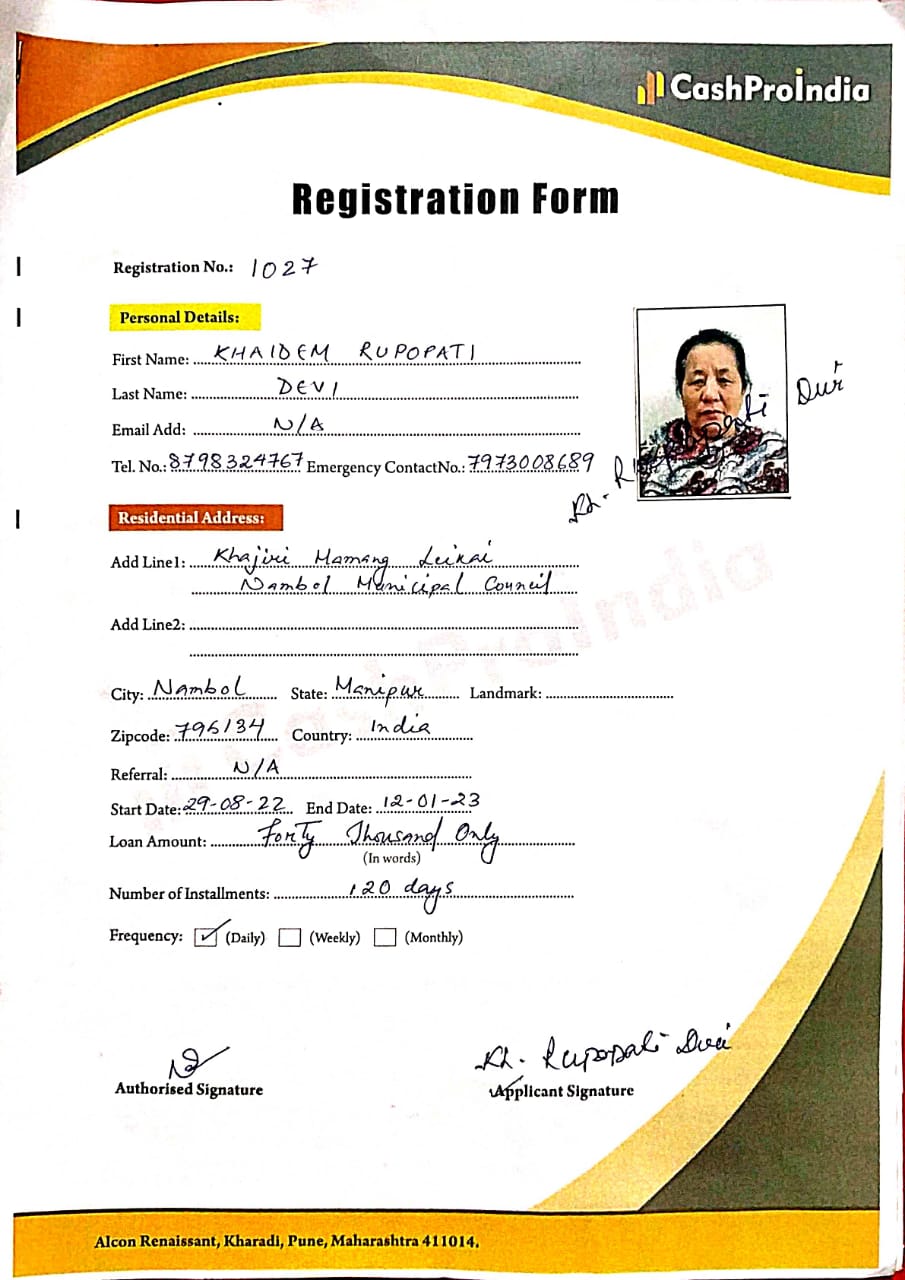 CashProIndia
Registration Form
Registration No.: 1027
Personal Details:
First Name: KHAIDEM RUPOPATI
Last Name: DEVI
Email Add: N/A
Tel. No.: 8798324767 Emergency ContactNo.: 7973008689
Kh. Rupopati Devi
Residential Address:
Add Line1: Khajiri Mamang Leikai
Nambol Municipal Council
Add Line2:
City: Nambol State: Manipur Landmark:
Zipcode: 795134 Country: India
Referral: N/A
Start Date: 29-08-22 End Date: 12-01-23
Loan Amount: Forty Thousand Only
(In words)
Number of Installments: 120 days
Frequency: (Daily) (Weekly) (Monthly)
Kh. Rupopati Devi
Authorised Signature Applicant Signature
CashProIndia
Alcon Renaissant, Kharadi, Pune, Maharashtra 411014.